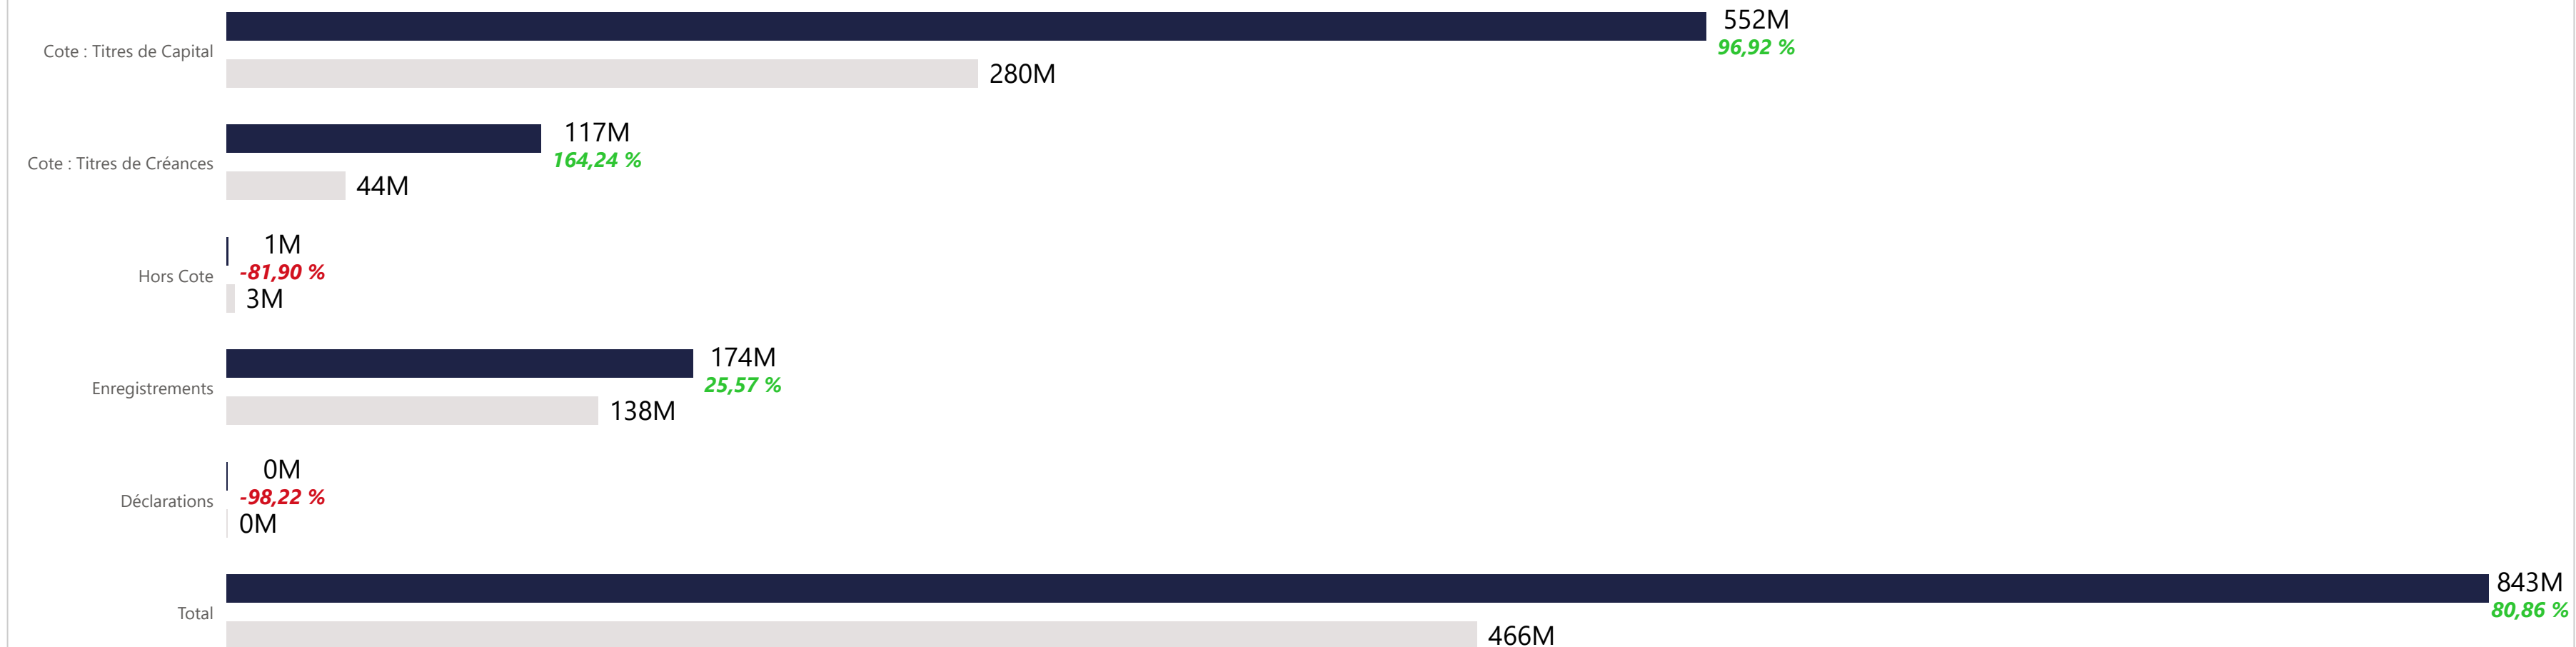 552M
96,92 %
Cote : Titres de Capital
280M
117M
164,24 %
Cote : Titres de Créances
44M
1M
-81,90 %
Hors Cote
3M
174M
25,57 %
Enregistrements
138M
0M
-98,22 %
Déclarations
0M
843M
80,86 %
Total
466M